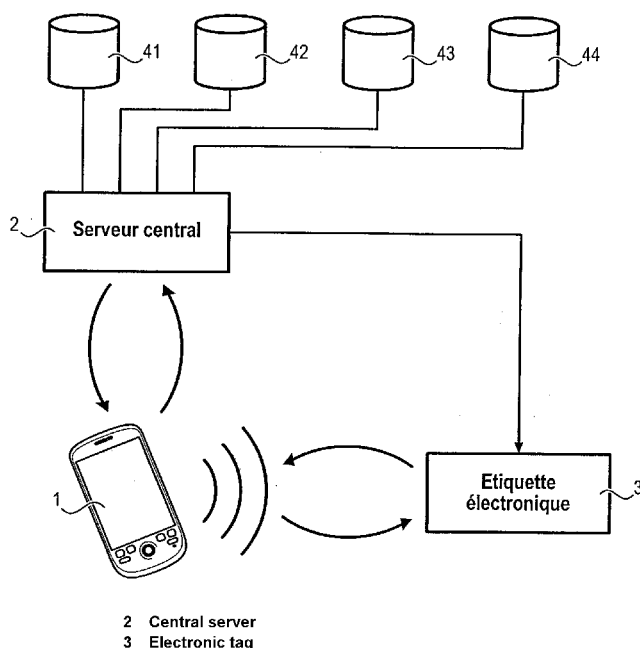 41
42
43
44
2
Serveur central
1
Etiquette
électronique
3
2 Central server
3 Electronic tag